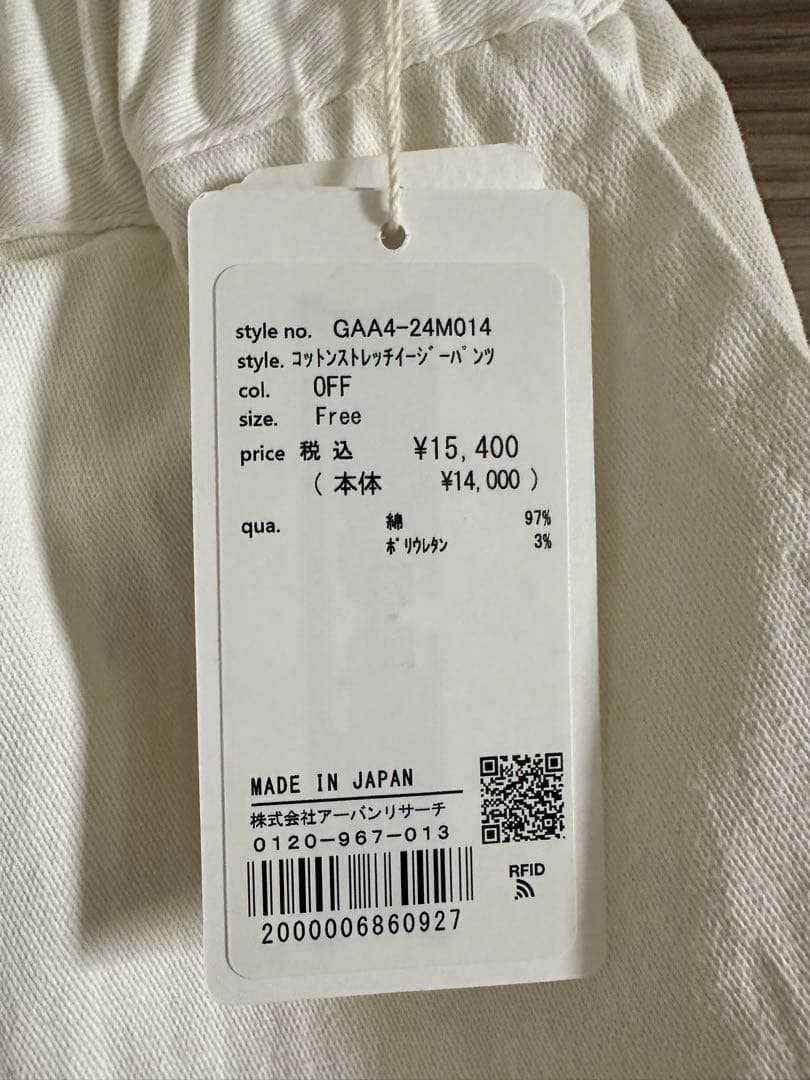 style no. GAA4-24M014
style. ｺｯﾄﾝｽﾄﾚｯﾁｲｰｼﾞｰﾊﾟﾝﾂ
col. OFF
size. Free
price 税込 ¥15,400
(本体 ¥14,000)
qua. 綿 97%
ﾎﾟﾘｳﾚﾀﾝ 3%
MADE IN JAPAN
株式会社アーバンリサーチ
0120-967-013
RFID
2000006860927